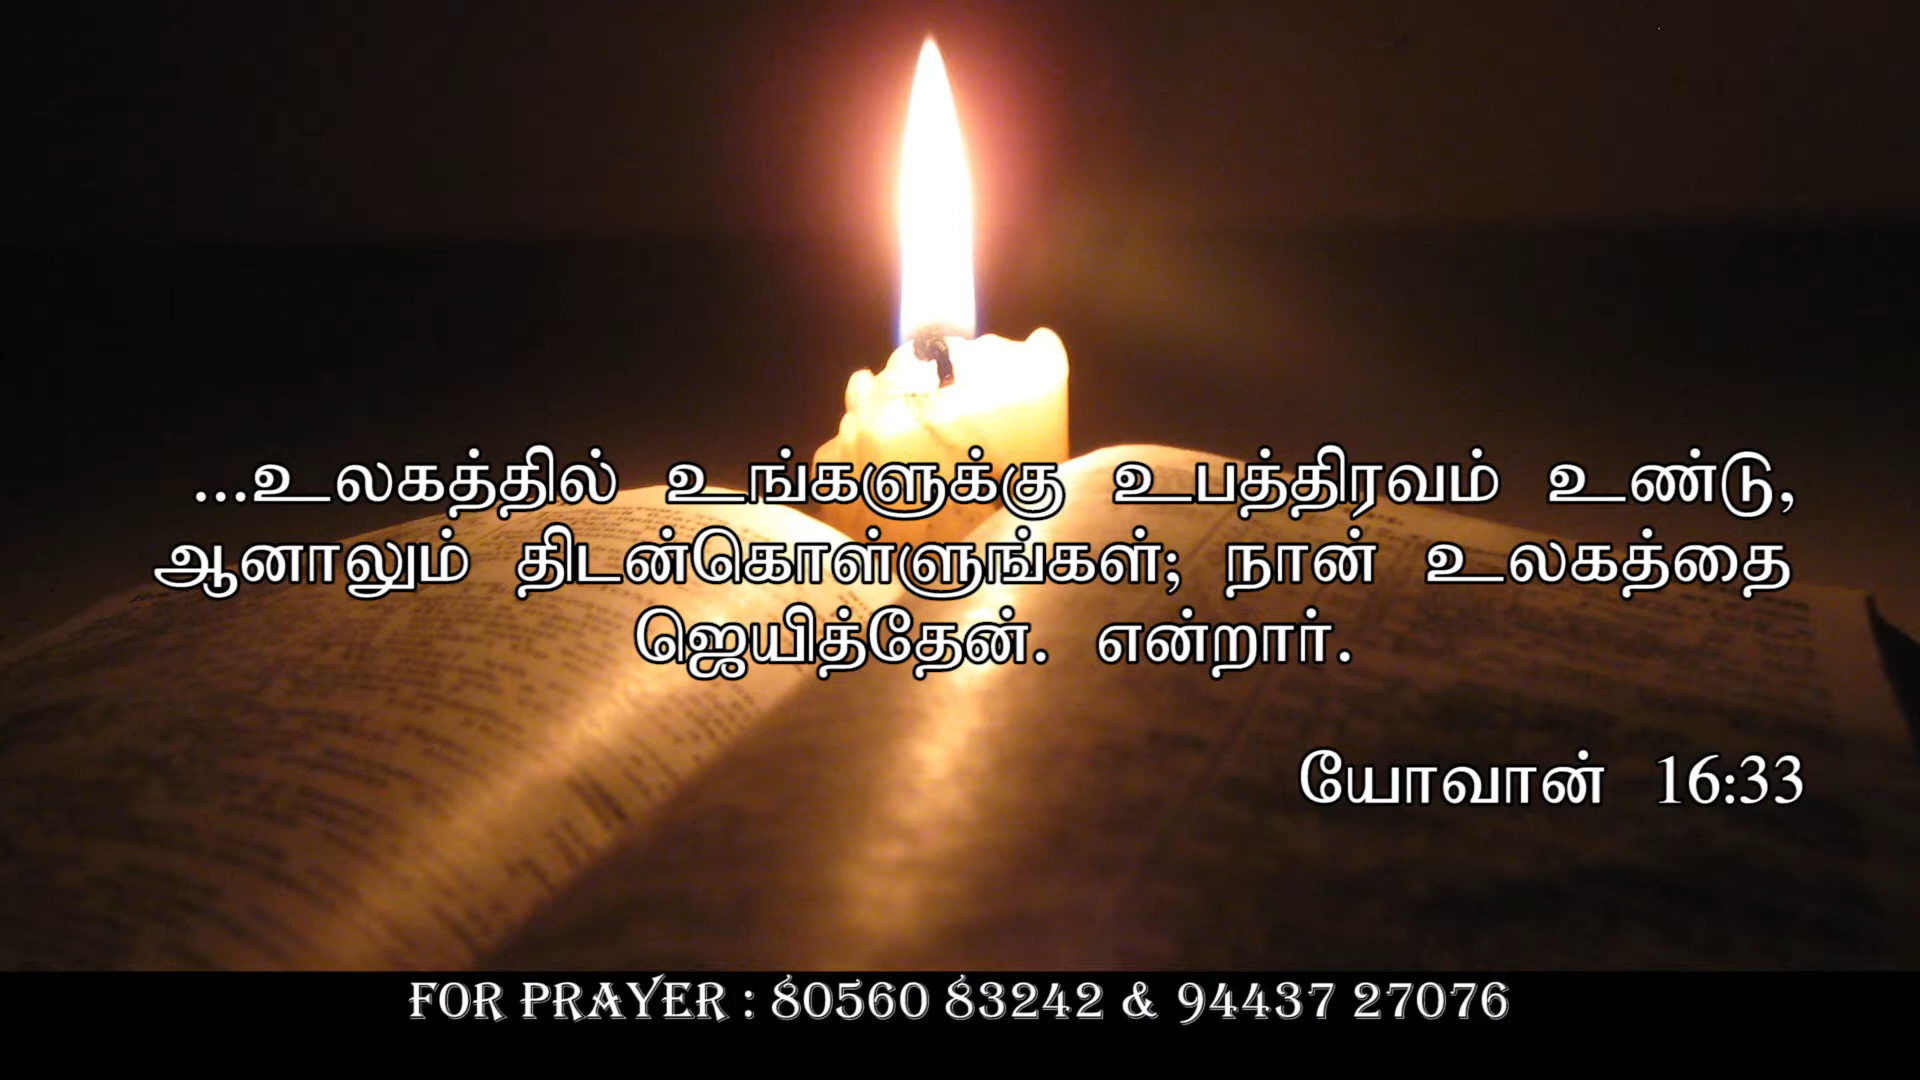 ...உலகத்தில் உங்களுக்கு உபத்திரவம் உண்டு,
ஆனாலும் திடன்கொள்ளுங்கள்; நான் உலகத்தை
ஜெயித்தேன். என்றார்.
யோவான் 16:33
FOR PRAYER : 80560 83242 & 94437 27076